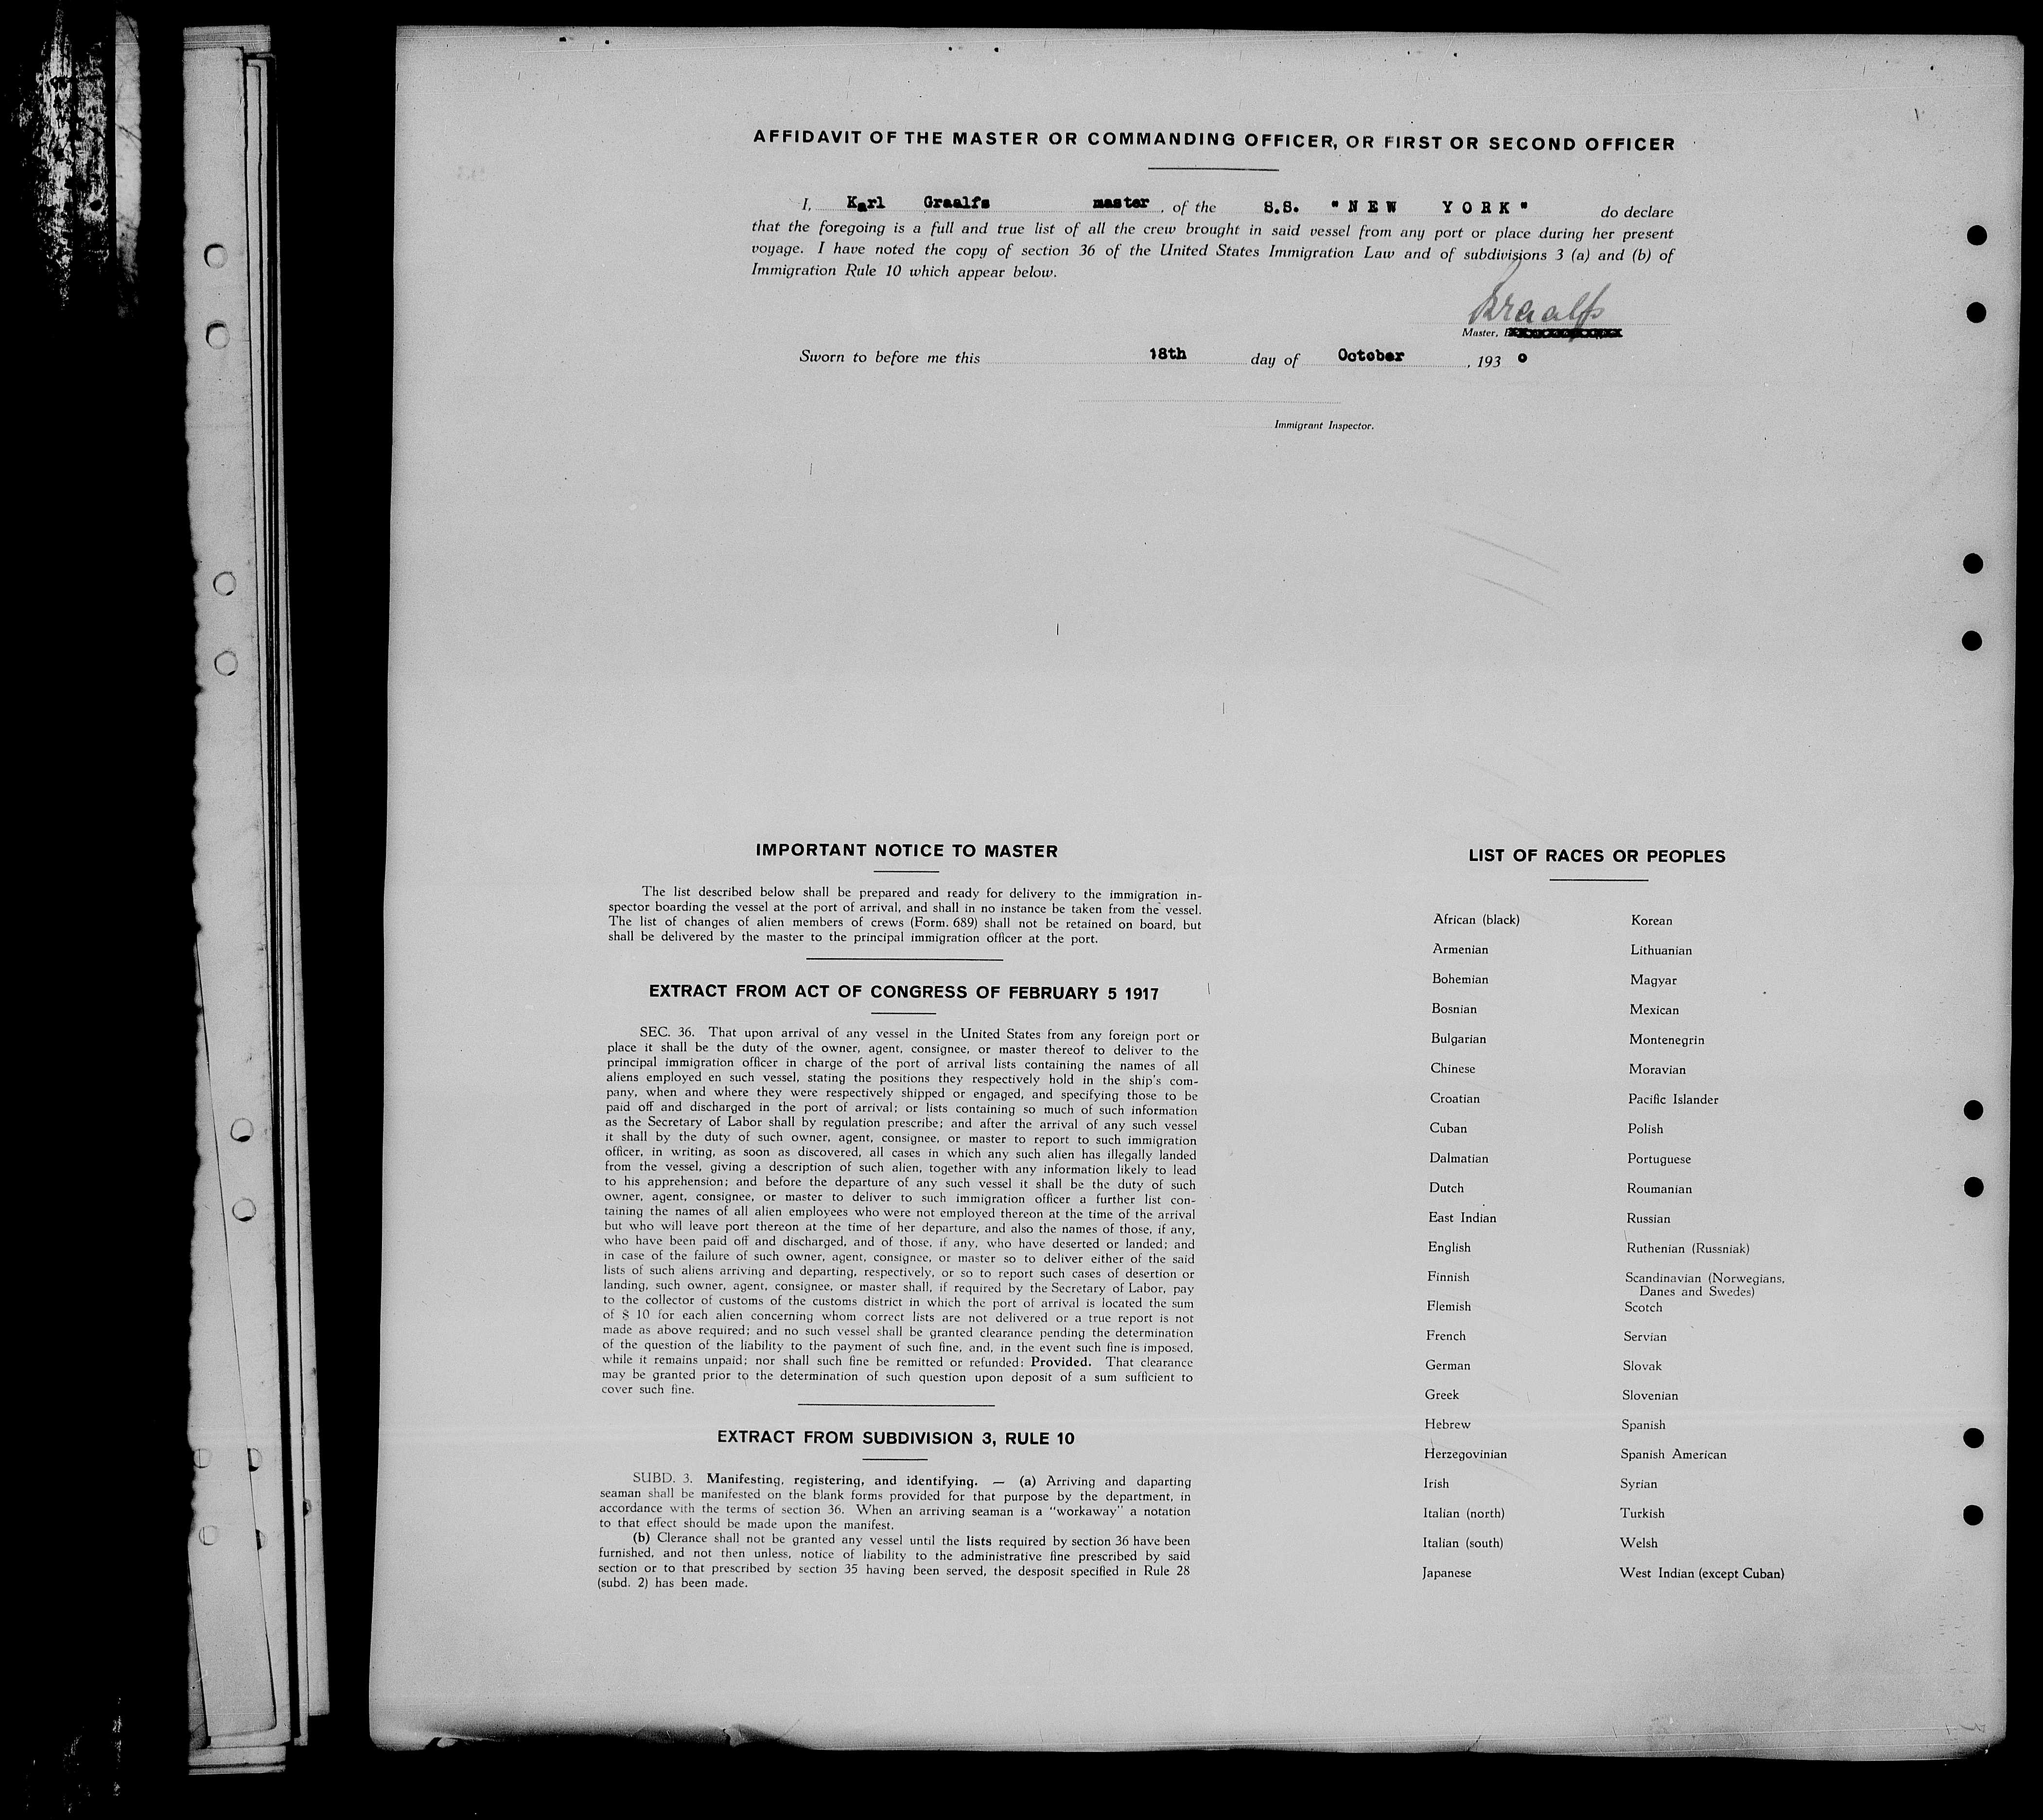 AFFIDAVIT OF THE MASTER OR COMMANDING OFFICER, OR FIRST OR SECOND OFFICER
I, Karl Graalfs master, of the S.S. "NEW YORK" do declare
that the foregoing is a full and true list of all the crew brought in said vessel from any port or place during her present
voyage. I have noted the copy of section 36 of the United States Immigration Law and of subdivisions 3 (a) and (b) of
Immigration Rule 10 which appear below.
Graalfs
Master,
Sworn to before me this 18th day of October, 1930
Immigrant Inspector.
IMPORTANT NOTICE TO MASTER
The list described below shall be prepared and ready for delivery to the immigration in-
spector boarding the vessel at the port of arrival, and shall in no instance be taken from the vessel.
The list of changes of alien members of crews (Form. 689) shall not be retained on board, but
shall be delivered by the master to the principal immigration officer at the port.
EXTRACT FROM ACT OF CONGRESS OF FEBRUARY 5 1917
SEC. 36. That upon arrival of any vessel in the United States from any foreign port or
place it shall be the duty of the owner, agent, consignee, or master thereof to deliver to the
principal immigration officer in charge of the port of arrival lists containing the names of all
aliens employed en such vessel, stating the positions they respectively hold in the ship's com-
pany, when and where they were respectively shipped or engaged, and specifying those to be
paid off and discharged in the port of arrival; or lists containing so much of such information
as the Secretary of Labor shall by regulation prescribe; and after the arrival of any such vessel
it shall by the duty of such owner, agent, consignee, or master to report to such immigration
officer, in writing, as soon as discovered, all cases in which any such alien has illegally landed
from the vessel, giving a description of such alien, together with any information likely to lead
to his apprehension; and before the departure of any such vessel it shall be the duty of such
owner, agent, consignee, or master to deliver to such immigration officer a further list con-
taining the names of all alien employees who were not employed thereon at the time of the arrival
but who will leave port thereon at the time of her departure, and also the names of those, if any,
who have been paid off and discharged, and of those, if any, who have deserted or landed; and
in case of the failure of such owner, agent, consignee, or master so to deliver either of the said
lists of such aliens arriving and departing, respectively, or so to report such cases of desertion or
landing, such owner, agent, consignee, or master shall, if required by the Secretary of Labor, pay
to the collector of customs of the customs district in which the port of arrival is located the sum
of $ 10 for each alien concerning whom correct lists are not delivered or a true report is not
made as above required; and no such vessel shall be granted clearance pending the determination
of the question of the liability to the payment of such fine, and, in the event such fine is imposed,
while it remains unpaid; nor shall such fine be remitted or refunded: Provided. That clearance
may be granted prior to the determination of such question upon deposit of a sum sufficient to
cover such fine.
EXTRACT FROM SUBDIVISION 3, RULE 10
SUBD. 3. Manifesting, registering, and identifying. — (a) Arriving and daparting
seaman shall be manifested on the blank forms provided for that purpose by the department, in
accordance with the terms of section 36. When an arriving seaman is a "workaway" a notation
to that effect should be made upon the manifest.
(b) Clerance shall not be granted any vessel until the lists required by section 36 have been
furnished, and not then unless, notice of liability to the administrative fine prescribed by said
section or to that prescribed by section 35 having been served, the desposit specified in Rule 28
(subd. 2) has been made.
LIST OF RACES OR PEOPLES
African (black)
Armenian
Bohemian
Bosnian
Bulgarian
Chinese
Croatian
Cuban
Dalmatian
Dutch
East Indian
English
Finnish
Flemish
French
German
Greek
Hebrew
Herzegovinian
Irish
Italian (north)
Italian (south)
Japanese
Korean
Lithuanian
Magyar
Mexican
Montenegrin
Moravian
Pacific Islander
Polish
Portuguese
Roumanian
Russian
Ruthenian (Russniak)
Scandinavian (Norwegians,
Danes and Swedes)
Scotch
Servian
Slovak
Slovenian
Spanish
Spanish American
Syrian
Turkish
Welsh
West Indian (except Cuban)